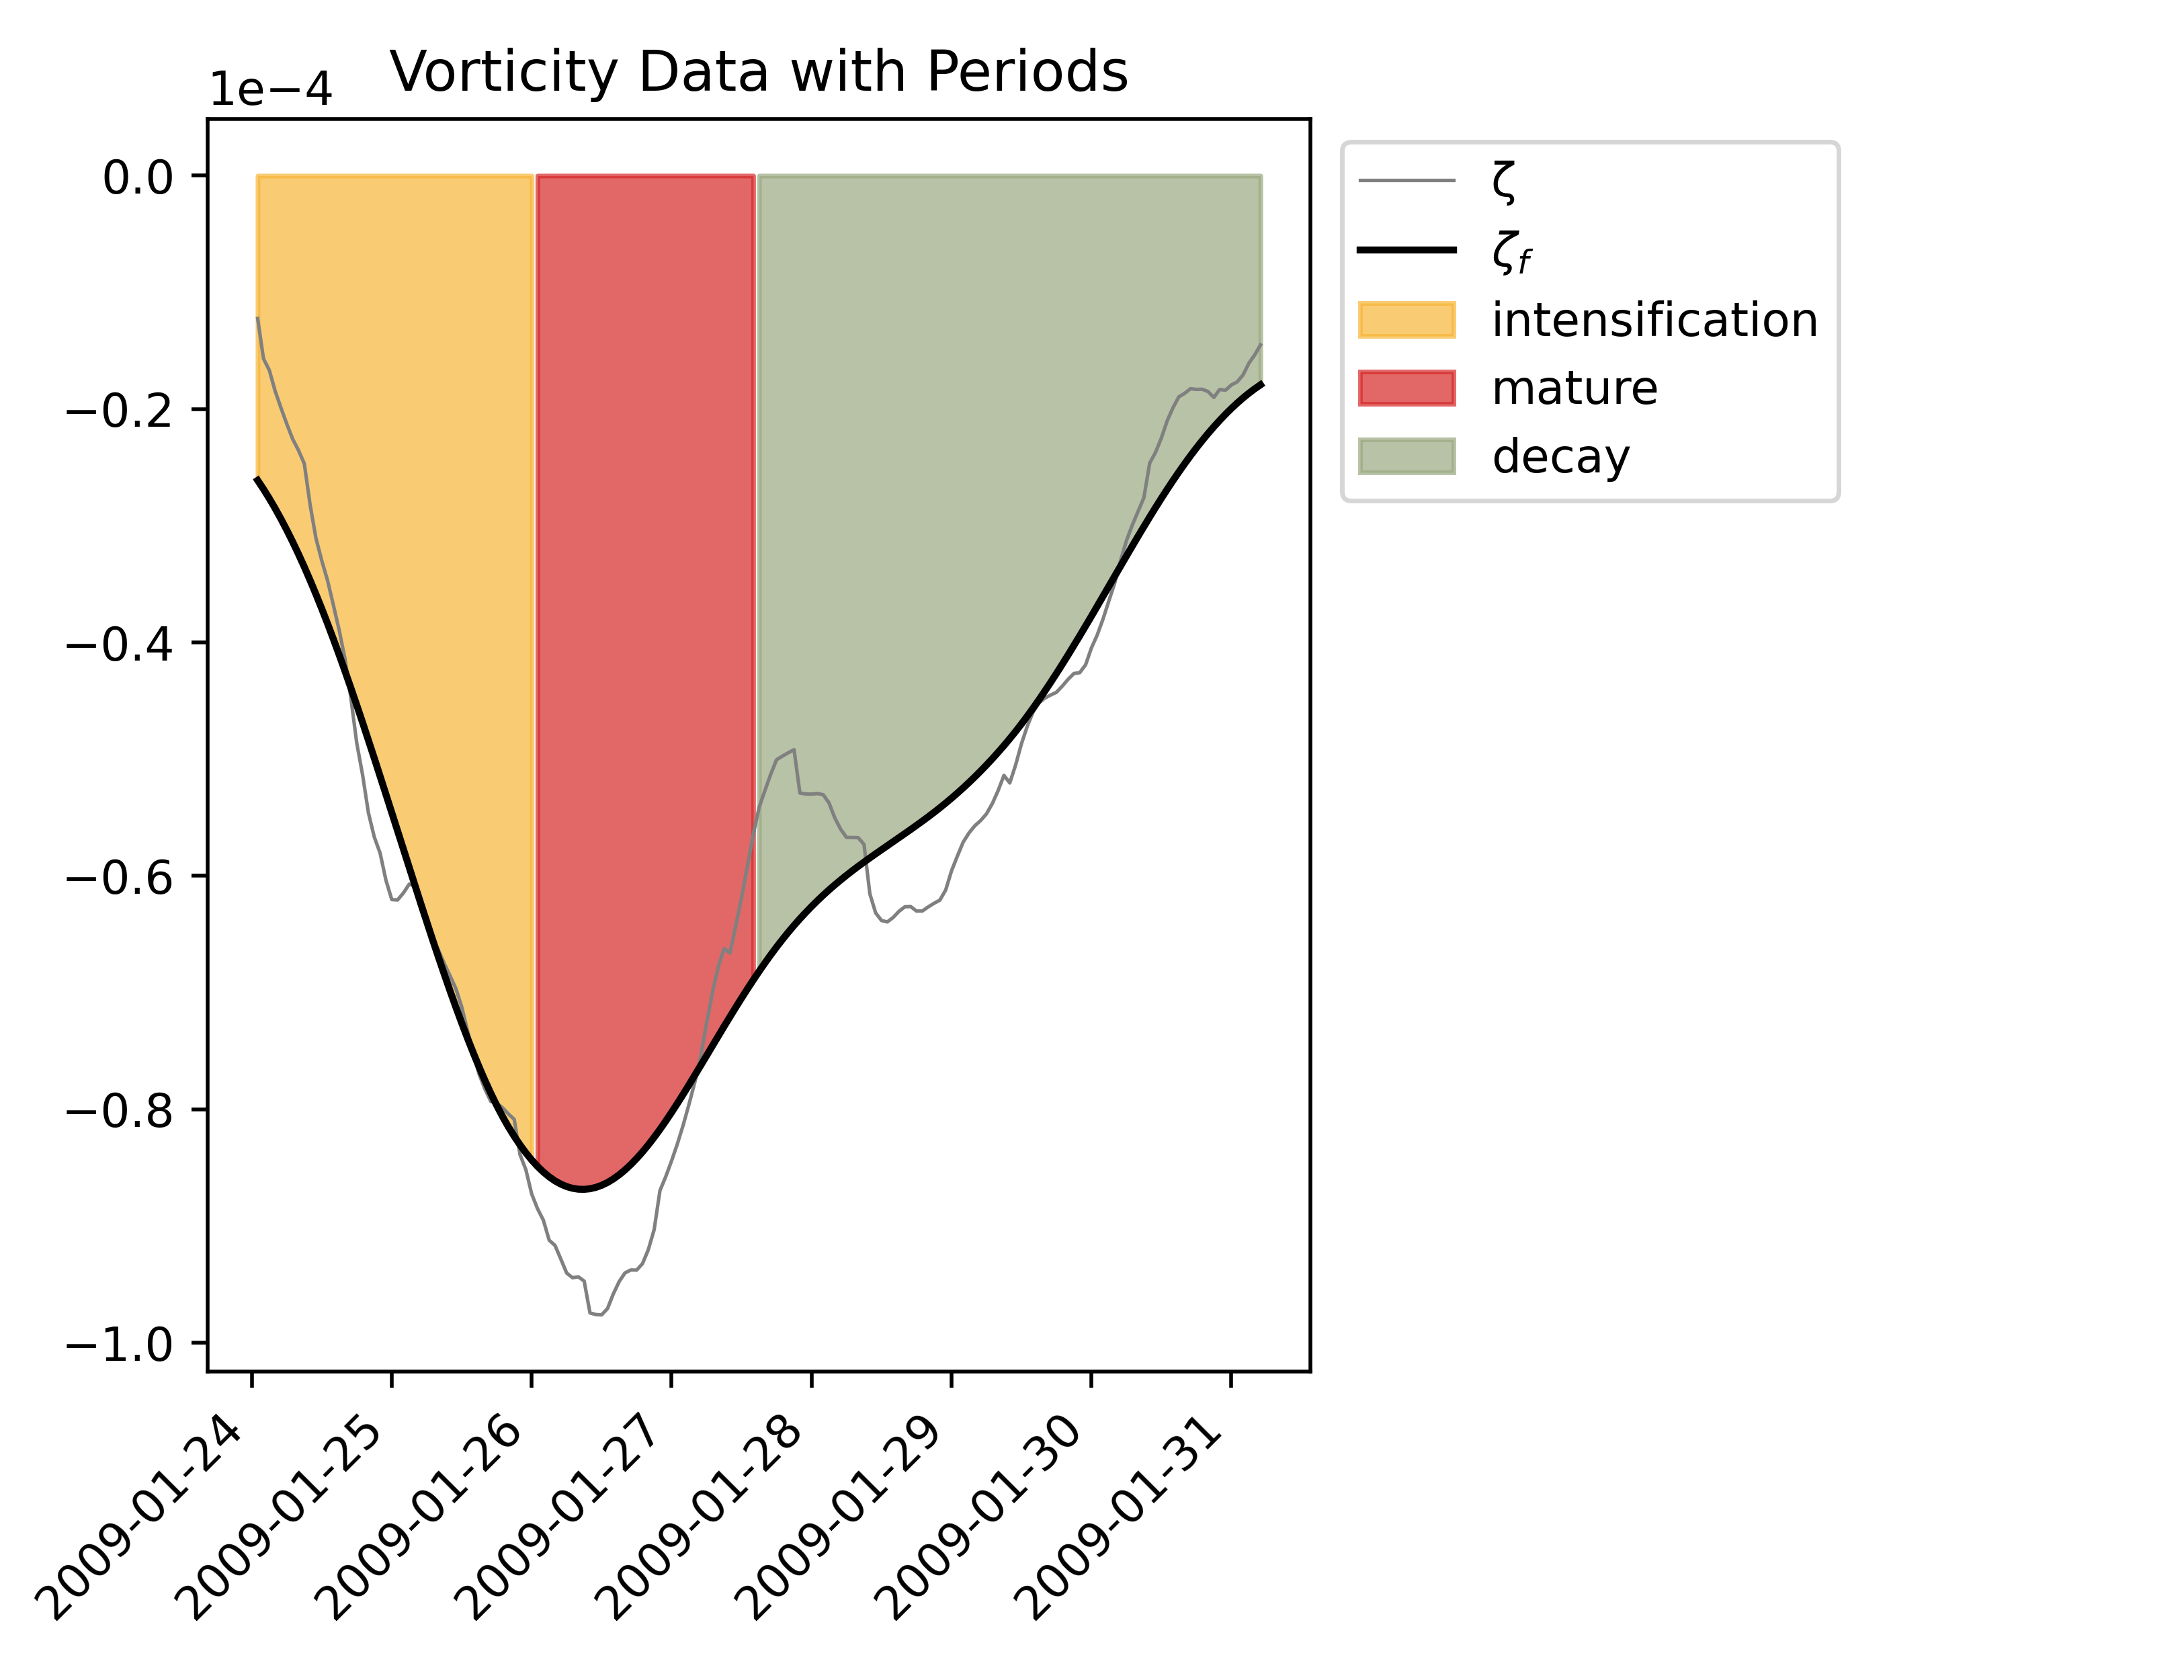 Vorticity Data with Periods
1e−4
0.0
−0.2
−0.4
−0.6
−0.8
−1.0
2009-01-24
2009-01-25
2009-01-26
2009-01-27
2009-01-28
2009-01-29
2009-01-30
2009-01-31
ζ
ζf
intensification
mature
decay